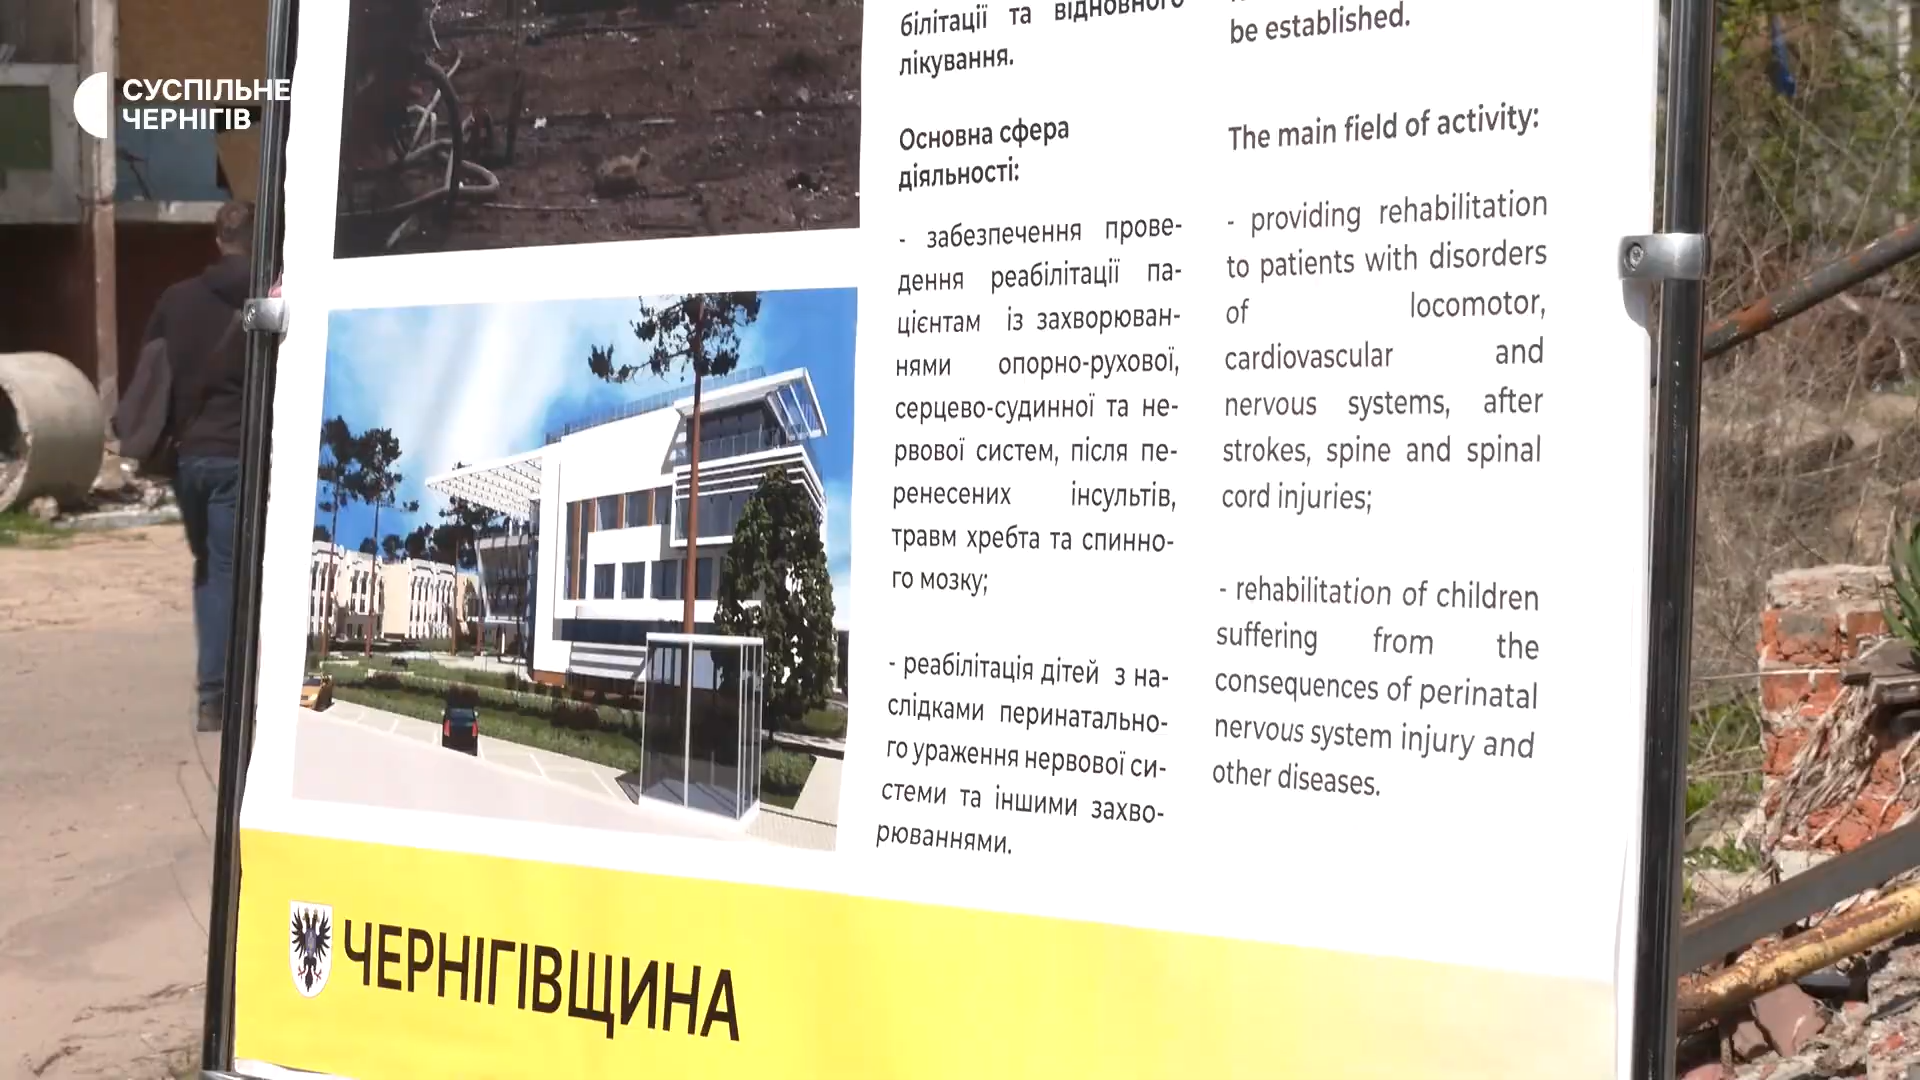 СУСПІЛЬНЕ
ЧЕРНІГІВ
білітації та відновного
лікування.
Основна сфера
діяльності:
- забезпечення прове-
дення реабілітації па-
цієнтам із захворюван-
нями опорно-рухової,
серцево-судинної та не-
рвової систем, після пе-
ренесених інсультів,
травм хребта та спинно-
го мозку;
- реабілітація дітей з на-
слідками перинатально-
го ураження нервової си-
стеми та іншими захво-
рюваннями.
be established.
The main field of activity:
- providing rehabilitation
to patients with disorders
of locomotor,
cardiovascular and
nervous systems, after
strokes, spine and spinal
cord injuries;
- rehabilitation of children
suffering from the
consequences of perinatal
nervous system injury and
other diseases.
ЧЕРНІГІВЩИНА